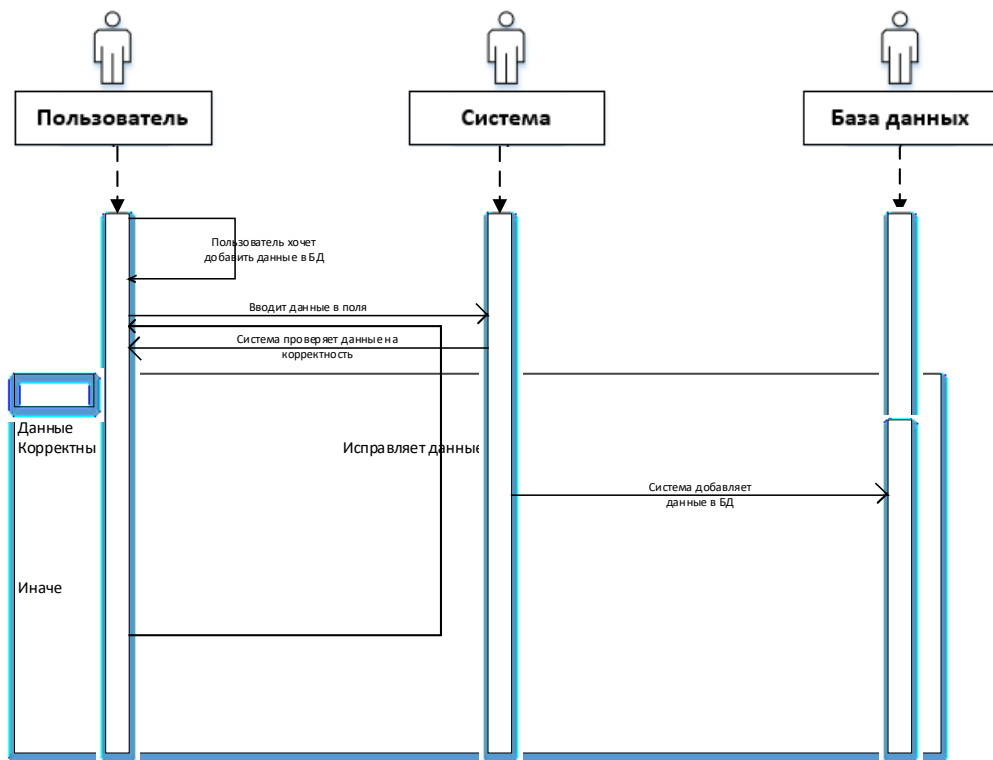 Пользователь
Система
База данных
Пользователь хочет
добавить данные в БД
Вводит данные в поля
Система проверяет данные на
корректность
Данные
Корректны
Исправляет данные
Система добавляет
данные в БД
Иначе